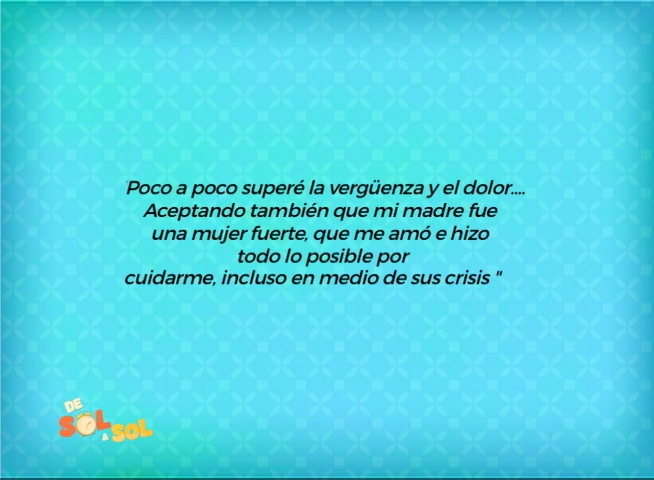 "Poco a poco superé la vergüenza y el dolor....
Aceptando también que mi madre fue
una mujer fuerte, que me amó e hizo
todo lo posible por
cuidarme, incluso en medio de sus crisis "
DE
SOL
A SOL